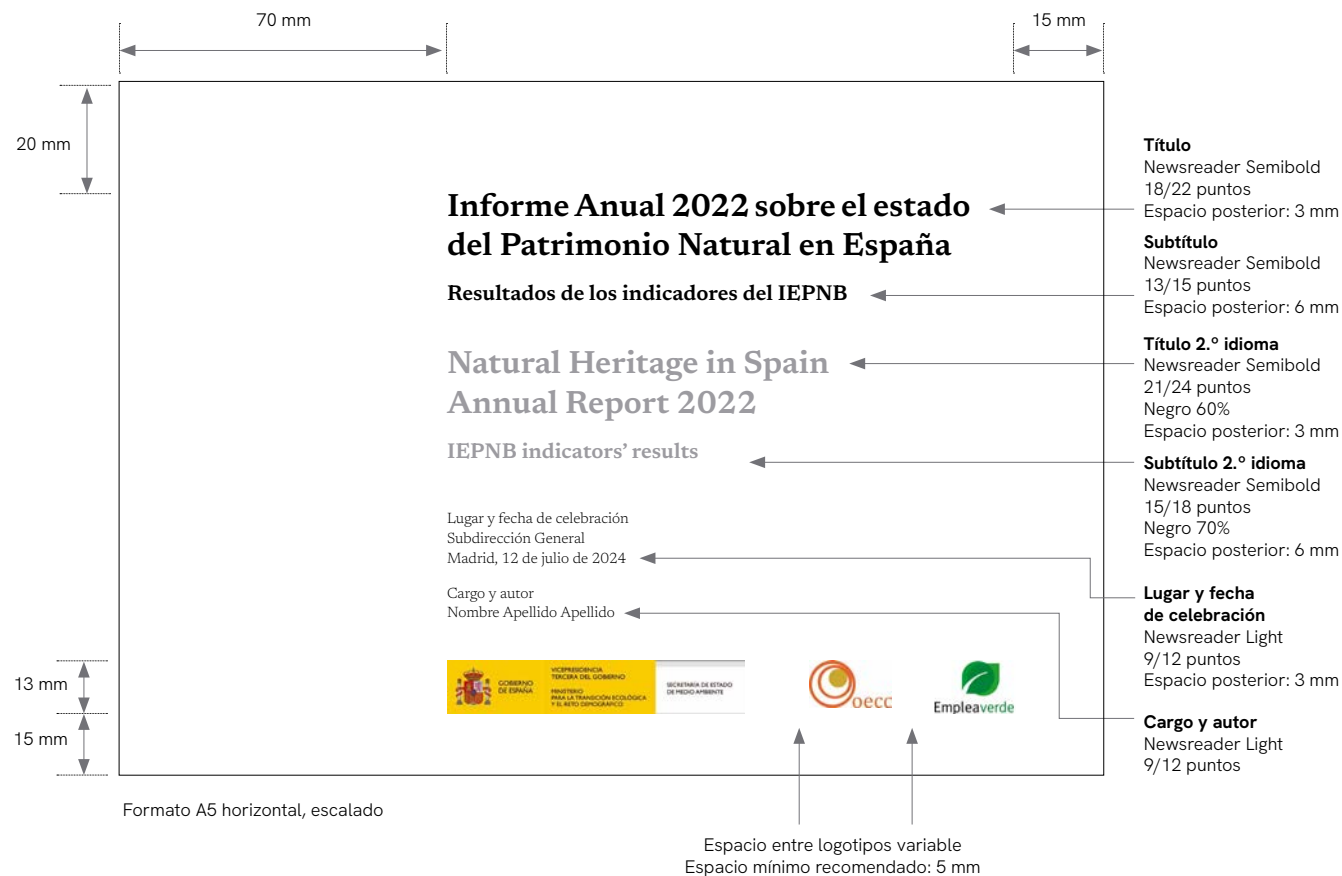 70 mm
15 mm
20 mm
Informe Anual 2022 sobre el estado
del Patrimonio Natural en España
Resultados de los indicadores del IEPNB
Natural Heritage in Spain
Annual Report 2022
IEPNB indicators’ results
Lugar y fecha de celebración
Subdirección General
Madrid, 12 de julio de 2024
Cargo y autor
Nombre Apellido Apellido
GOBIERNO
DE ESPAÑA
VICEPRESIDENCIA
TERCERA DEL GOBIERNO
MINISTERIO
PARA LA TRANSICIÓN ECOLÓGICA
Y EL RETO DEMOGRÁFICO
SECRETARÍA DE ESTADO
DE MEDIO AMBIENTE
oecc
Empleaverde
13 mm
15 mm
Título
Newsreader Semibold
18/22 puntos
Espacio posterior: 3 mm
Subtítulo
Newsreader Semibold
13/15 puntos
Espacio posterior: 6 mm
Título 2.º idioma
Newsreader Semibold
21/24 puntos
Negro 60%
Espacio posterior: 3 mm
Subtítulo 2.º idioma
Newsreader Semibold
15/18 puntos
Negro 70%
Espacio posterior: 6 mm
Lugar y fecha
de celebración
Newsreader Light
9/12 puntos
Espacio posterior: 3 mm
Cargo y autor
Newsreader Light
9/12 puntos
Formato A5 horizontal, escalado
Espacio entre logotipos variable
Espacio mínimo recomendado: 5 mm